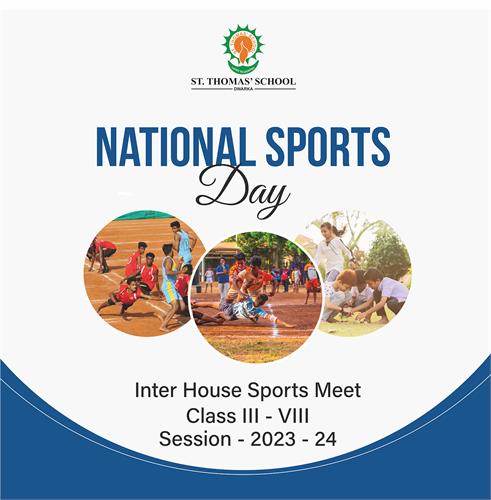 ST. THOMAS' SCHOOL
DWARKA
NATIONAL SPORTS
Day
Inter House Sports Meet
Class III - VIII
Session - 2023 - 24